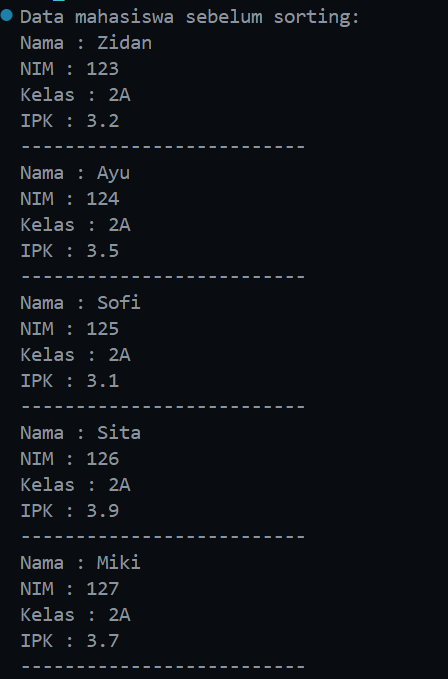 Data mahasiswa sebelum sorting:
Nama : Zidan
NIM : 123
Kelas : 2A
IPK : 3.2
--------------------------
Nama : Ayu
NIM : 124
Kelas : 2A
IPK : 3.5
--------------------------
Nama : Sofi
NIM : 125
Kelas : 2A
IPK : 3.1
--------------------------
Nama : Sita
NIM : 126
Kelas : 2A
IPK : 3.9
--------------------------
Nama : Miki
NIM : 127
Kelas : 2A
IPK : 3.7
--------------------------